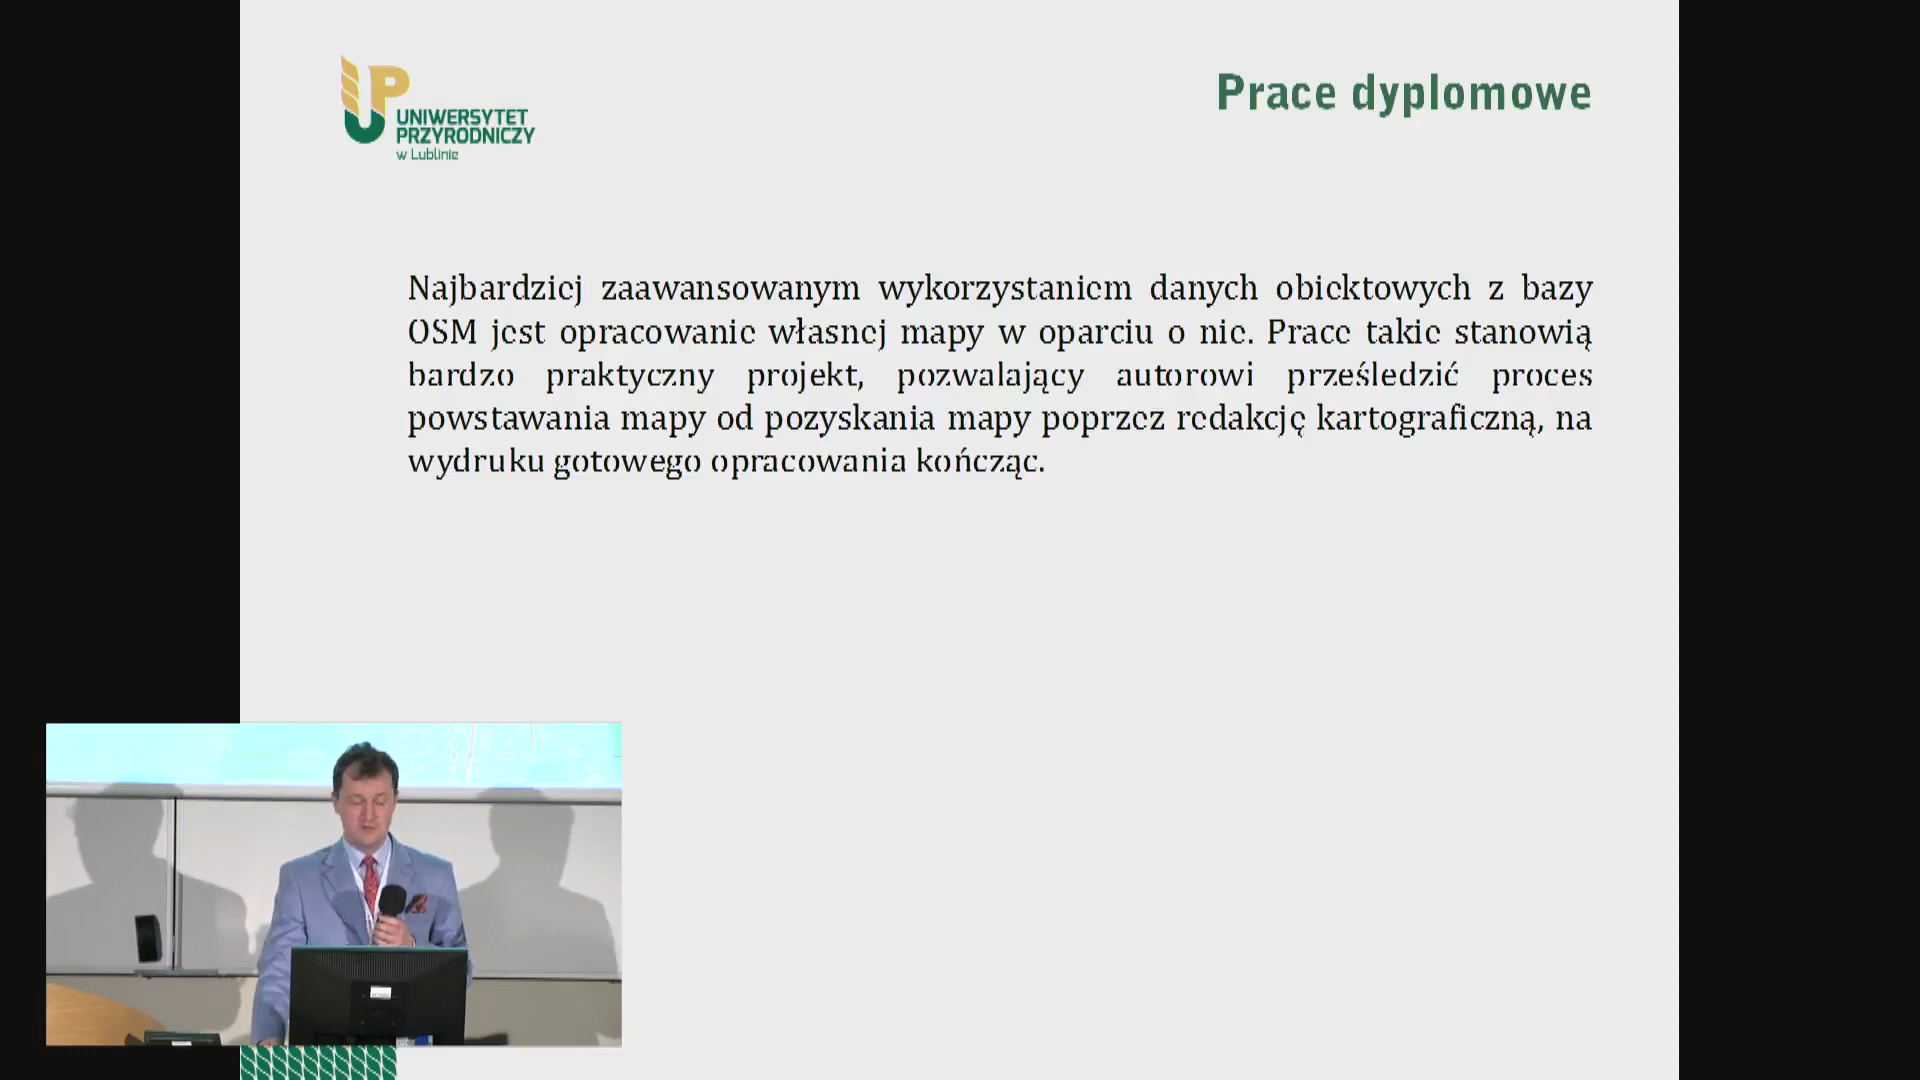 UP
UNIWERSYTET
PRZYRODNICZY
w Lublinie
Prace dyplomowe
Najbardziej zaawansowanym wykorzystaniem danych obiektowych z bazy
OSM jest opracowanie własnej mapy w oparciu o nie. Prace takie stanowią
bardzo praktyczny projekt, pozwalający autorowi prześledzić proces
powstawania mapy od pozyskania mapy poprzez redakcję kartograficzną, na
wydruku gotowego opracowania kończąc.